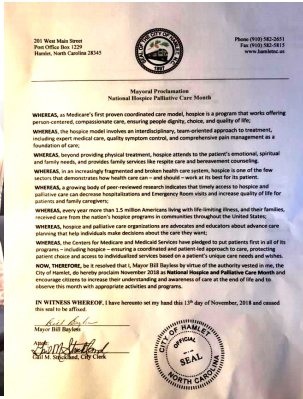 201 West Main Street
Post Office Box 1229
Hamlet, North Carolina 28345
Phone (910) 582-2651
Fax (910) 582-5815
www.hamletnc.us
1897
Mayoral Proclamation
National Hospice Palliative Care Month
WHEREAS, as Medicare's first proven coordinated care model, hospice is a program that works offering
person-centered, compassionate care, ensuring people dignity, choice, and quality of life;
WHEREAS, the hospice model involves an interdisciplinary, team-oriented approach to treatment,
including expert medical care, quality symptom control, and comprehensive pain management as a
foundation of care;
WHEREAS, beyond providing physical treatment, hospice attends to the patient's emotional, spiritual
and family needs, and provides family services like respite care and bereavement counseling.
WHEREAS, in an increasingly fragmented and broken health care system, hospice is one of the few
sectors that demonstrates how health care can – and should – work at its best for its patient.
WHEREAS, a growing body of peer-reviewed research indicates that timely access to hospice and
palliative care can decrease hospitalizations and Emergency Room visits and increase quality of life for
patients and family caregivers;
WHEREAS, every year more than 1.5 million Americans living with life-limiting illness, and their families,
received care from the nation's hospice programs in communities throughout the United States;
WHEREAS, hospice and palliative care organizations are advocates and educators about advance care
planning that help individuals make decisions about the care they want;
WHEREAS, the Centers for Medicare and Medicaid Services have pledged to put patients first in all of its
programs – including hospice – ensuring a coordinated and patient-led approach to care, protecting
patient choice and access to individualized services based on a patient's unique care needs and wishes.
NOW, THEREFORE, be it resolved that I, Mayor Bill Bayless by virtue of the authority vested in me, the
City of Hamlet, do hereby proclaim November 2018 as National Hospice and Palliative Care Month and
encourage citizens to increase their understanding and awareness of care at the end of life and to
observe this month with appropriate activities and programs.
IN WITNESS WHEREOF, I have hereunto set my hand this 13th day of November, 2018 and caused
this seal to be affixed.
Bill Bayless
Mayor Bill Bayless
Attest:
Gail M. Strickland
Gail M. Strickland, City Clerk
CITY OF HAMLET
OFFICIAL
SEAL
NORTH CAROLINA